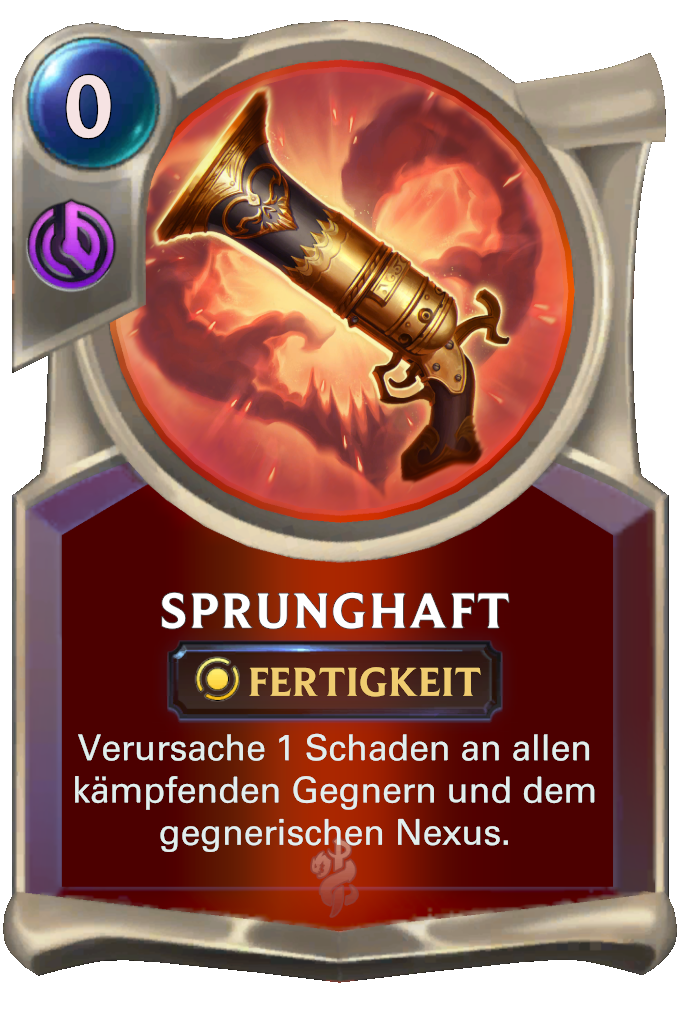 0
SPRUNGHAFT
FERTIGKEIT
Verursache 1 Schaden an allen
kämpfenden Gegnern und dem
gegnerischen Nexus.